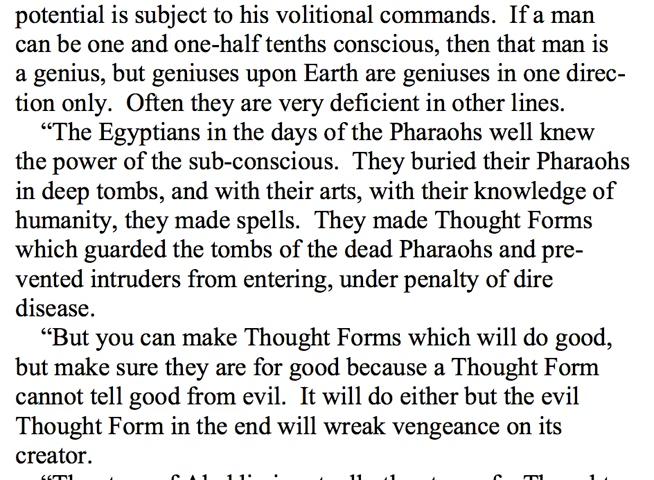 potential is subject to his volitional commands.  If a man
can be one and one-half tenths conscious, then that man is
a genius, but geniuses upon Earth are geniuses in one direc-
tion only.  Often they are very deficient in other lines.
“The Egyptians in the days of the Pharaohs well knew
the power of the sub-conscious.  They buried their Pharaohs
in deep tombs, and with their arts, with their knowledge of
humanity, they made spells.  They made Thought Forms
which guarded the tombs of the dead Pharaohs and pre-
vented intruders from entering, under penalty of dire
disease.
“But you can make Thought Forms which will do good,
but make sure they are for good because a Thought Form
cannot tell good from evil.  It will do either but the evil
Thought Form in the end will wreak vengeance on its
creator.